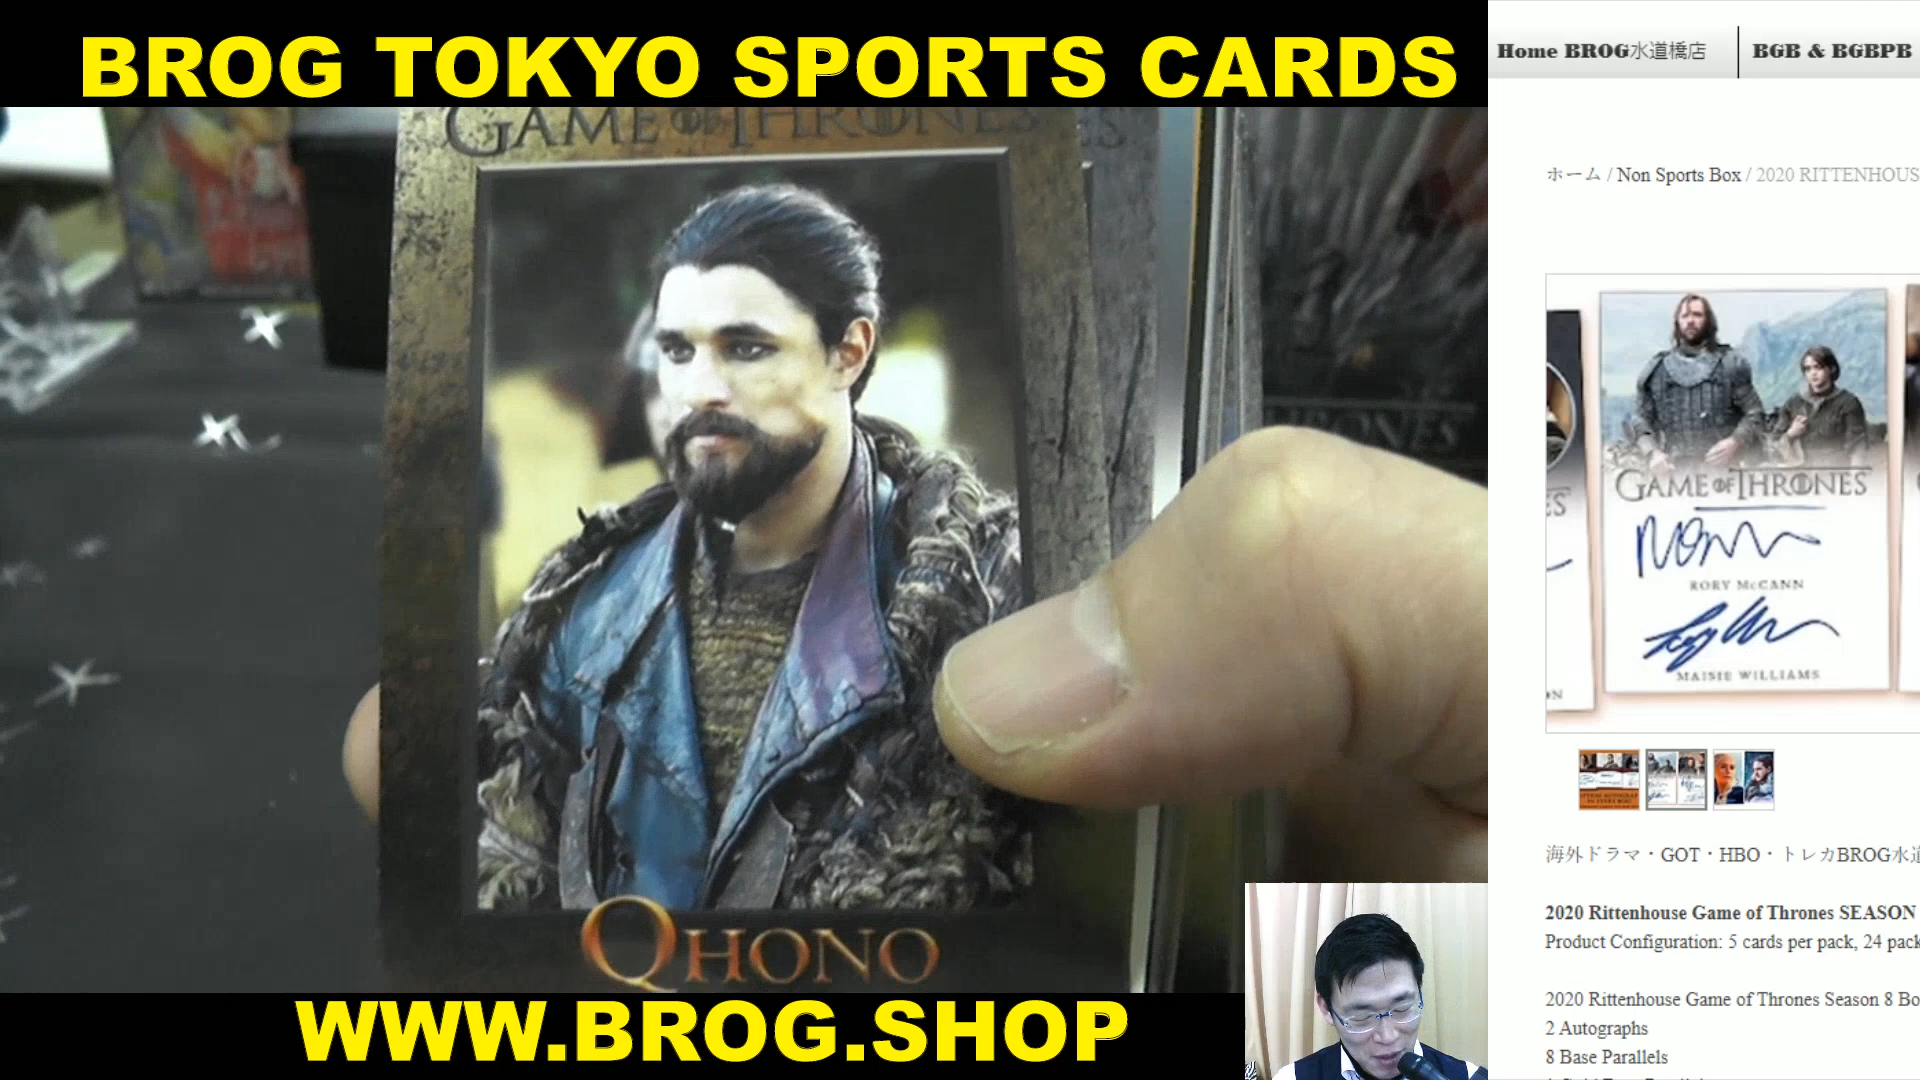 BROG TOKYO SPORTS CARDS
GAME OF THRONES
QHONO
WWW.BROG.SHOP
Home BROG水道橋店
BGB & BGBPB
ホーム / Non Sports Box / 2020 RITTENHOUS
GAME OF THRONES
RORY McCANN
MAISIE WILLIAMS
海外ドラマ・GOT・HBO・トレカBROG水道
2020 Rittenhouse Game of Thrones SEASON
Product Configuration: 5 cards per pack, 24 pack
2020 Rittenhouse Game of Thrones Season 8 Bo
2 Autographs
8 Base Parallels